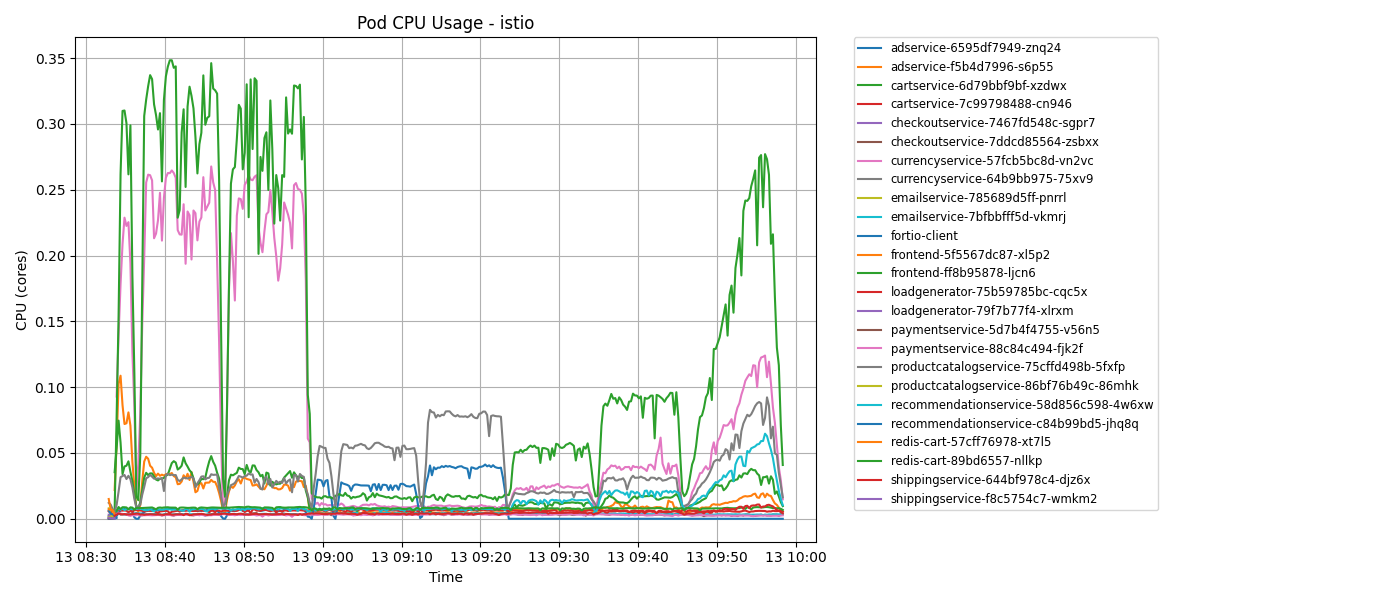 Pod CPU Usage - istio
0.35
0.30
0.25
0.20
0.15
0.10
0.05
0.00
CPU (cores)
13 08:30 13 08:40 13 08:50 13 09:00 13 09:10 13 09:20 13 09:30 13 09:40 13 09:50 13 10:00
Time
adservice-6595df7949-znq24
adservice-f5b4d7996-s6p55
cartservice-6d79bbf9bf-xzdwx
cartservice-7c99798488-cn946
checkoutservice-7467fd548c-sgpr7
checkoutservice-7ddcd85564-zsbxx
currencyservice-57fcb5bc8d-vn2vc
currencyservice-64b9bb975-75xv9
emailservice-785689d5ff-pnrrl
emailservice-7bfbbfff5d-vkmrj
fortio-client
frontend-5f5567dc87-xl5p2
frontend-ff8b95878-ljcn6
loadgenerator-75b59785bc-cqc5x
loadgenerator-79f7b77f4-xlrxm
paymentservice-5d7b4f4755-v56n5
paymentservice-88c84c494-fjk2f
productcatalogservice-75cffd498b-5fxfp
productcatalogservice-86bf76b49c-86mhk
recommendationservice-58d856c598-4w6xw
recommendationservice-c84b99bd5-jhq8q
redis-cart-57cff76978-xt7l5
redis-cart-89bd6557-nllkp
shippingservice-644bf978c4-djz6x
shippingservice-f8c5754c7-wmkm2